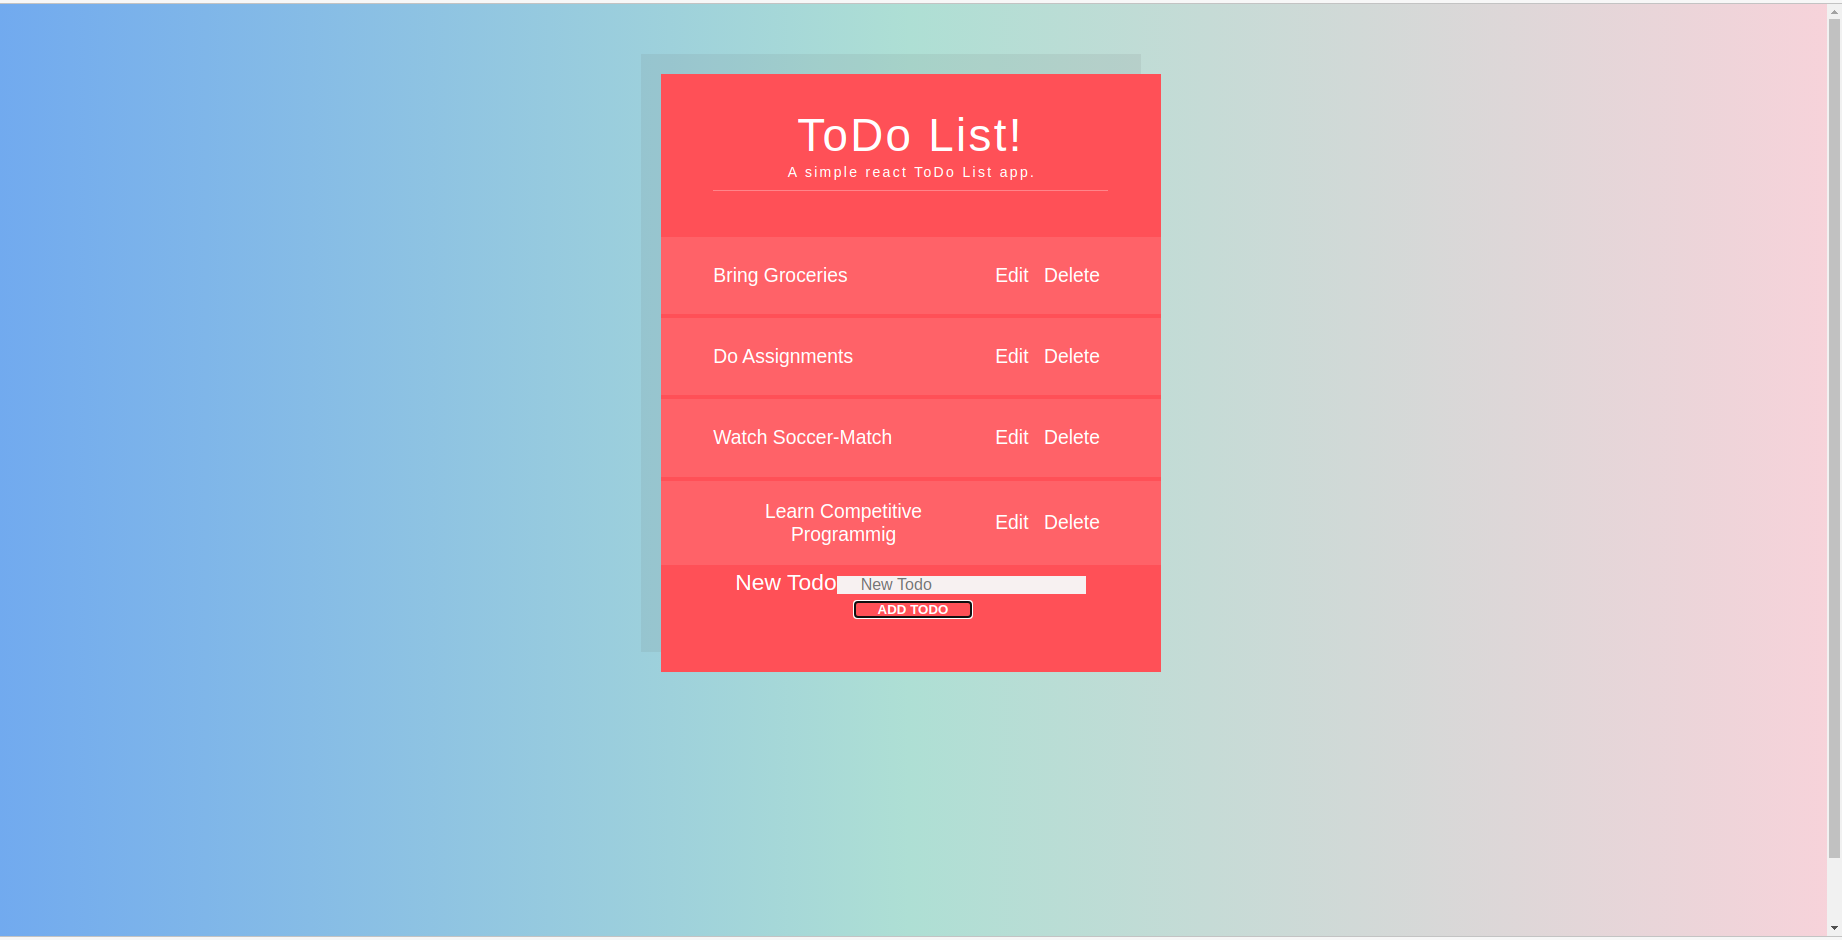 ToDo List!
A simple react ToDo List app.
Bring Groceries Edit Delete
Do Assignments Edit Delete
Watch Soccer-Match Edit Delete
Learn Competitive
Programmig Edit Delete
New Todo New Todo
ADD TODO